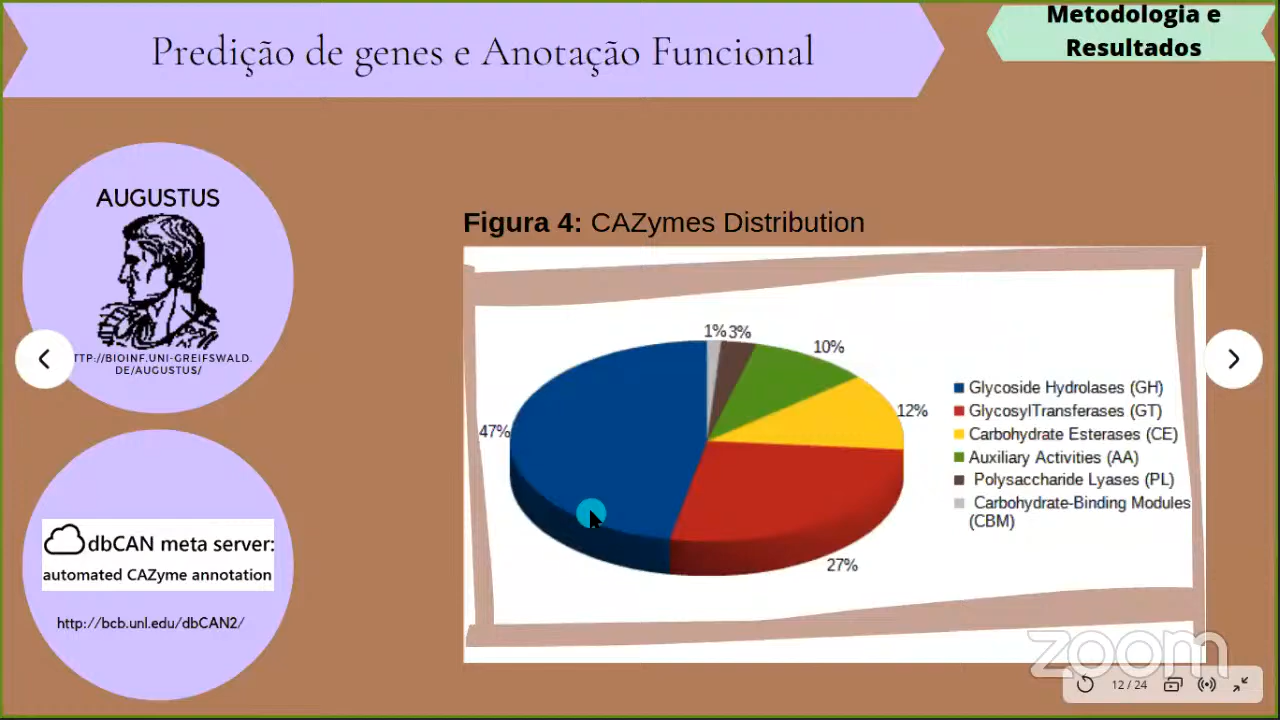 Predição de genes e Anotação Funcional
Metodologia e
Resultados
AUGUSTUS
TTP://BIOINF.UNI-GREIFSWALD.
DE/AUGUSTUS/
dbCAN meta server:
automated CAZyme annotation
http://bcb.unl.edu/dbCAN2/
Figura 4: CAZymes Distribution
1% 3%
10%
12%
47%
27%
Glycoside Hydrolases (GH)
GlycosylTransferases (GT)
Carbohydrate Esterases (CE)
Auxiliary Activities (AA)
Polysaccharide Lyases (PL)
Carbohydrate-Binding Modules
(CBM)
zoom
12 / 24